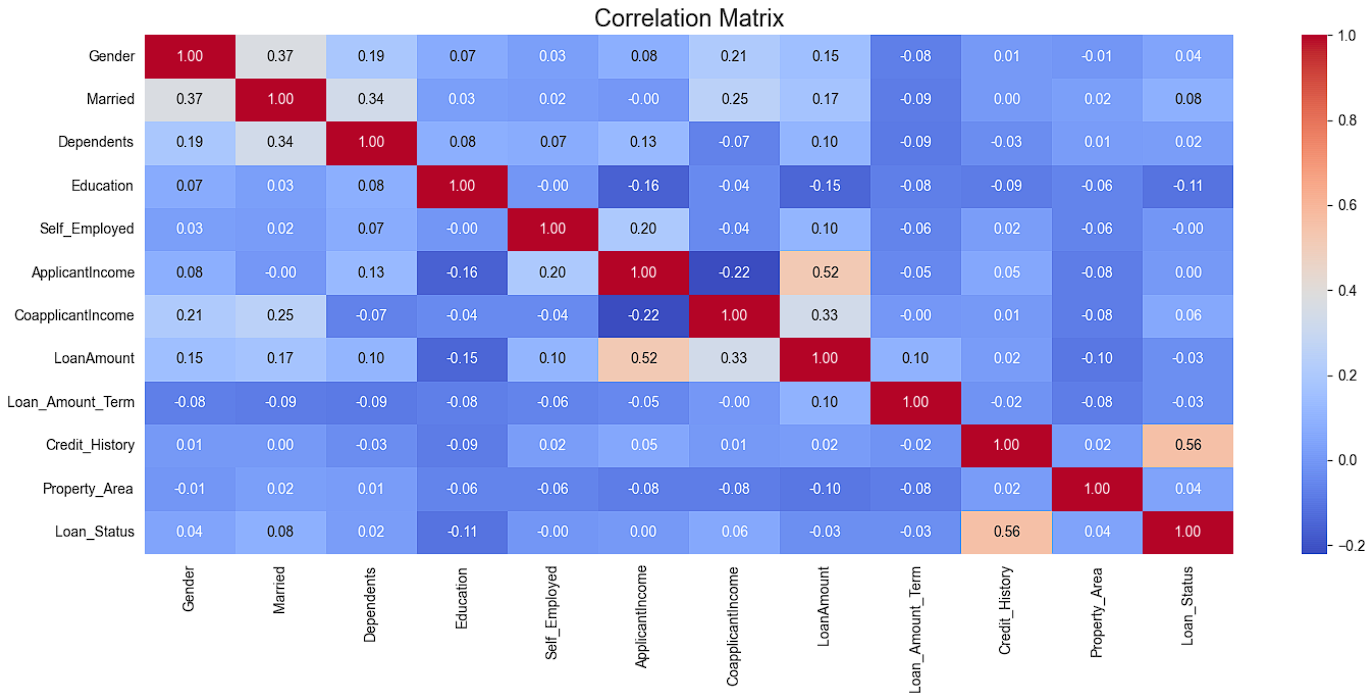 Correlation Matrix
Gender 1.00 0.37 0.19 0.07 0.03 0.08 0.21 0.15 -0.08 0.01 -0.01 0.04
Married 0.37 1.00 0.34 0.03 0.02 -0.00 0.25 0.17 -0.09 0.00 0.02 0.08
Dependents 0.19 0.34 1.00 0.08 0.07 0.13 -0.07 0.10 -0.09 -0.03 0.01 0.02
Education 0.07 0.03 0.08 1.00 -0.00 -0.16 -0.04 -0.15 -0.08 -0.09 -0.06 -0.11
Self_Employed 0.03 0.02 0.07 -0.00 1.00 0.20 -0.04 0.10 -0.06 0.02 -0.06 -0.00
ApplicantIncome 0.08 -0.00 0.13 -0.16 0.20 1.00 -0.22 0.52 -0.05 0.05 -0.08 0.00
CoapplicantIncome 0.21 0.25 -0.07 -0.04 -0.04 -0.22 1.00 0.33 -0.00 0.01 -0.08 0.06
LoanAmount 0.15 0.17 0.10 -0.15 0.10 0.52 0.33 1.00 0.10 0.02 -0.10 -0.03
Loan_Amount_Term -0.08 -0.09 -0.09 -0.08 -0.06 -0.05 -0.00 0.10 1.00 -0.02 -0.08 -0.03
Credit_History 0.01 0.00 -0.03 -0.09 0.02 0.05 0.01 0.02 -0.02 1.00 0.02 0.56
Property_Area -0.01 0.02 0.01 -0.06 -0.06 -0.08 -0.08 -0.10 -0.08 0.02 1.00 0.04
Loan_Status 0.04 0.08 0.02 -0.11 -0.00 0.00 0.06 -0.03 -0.03 0.56 0.04 1.00
Gender
Married
Dependents
Education
Self_Employed
ApplicantIncome
CoapplicantIncome
LoanAmount
Loan_Amount_Term
Credit_History
Property_Area
Loan_Status
1.0
0.8
0.6
0.4
0.2
0.0
-0.2